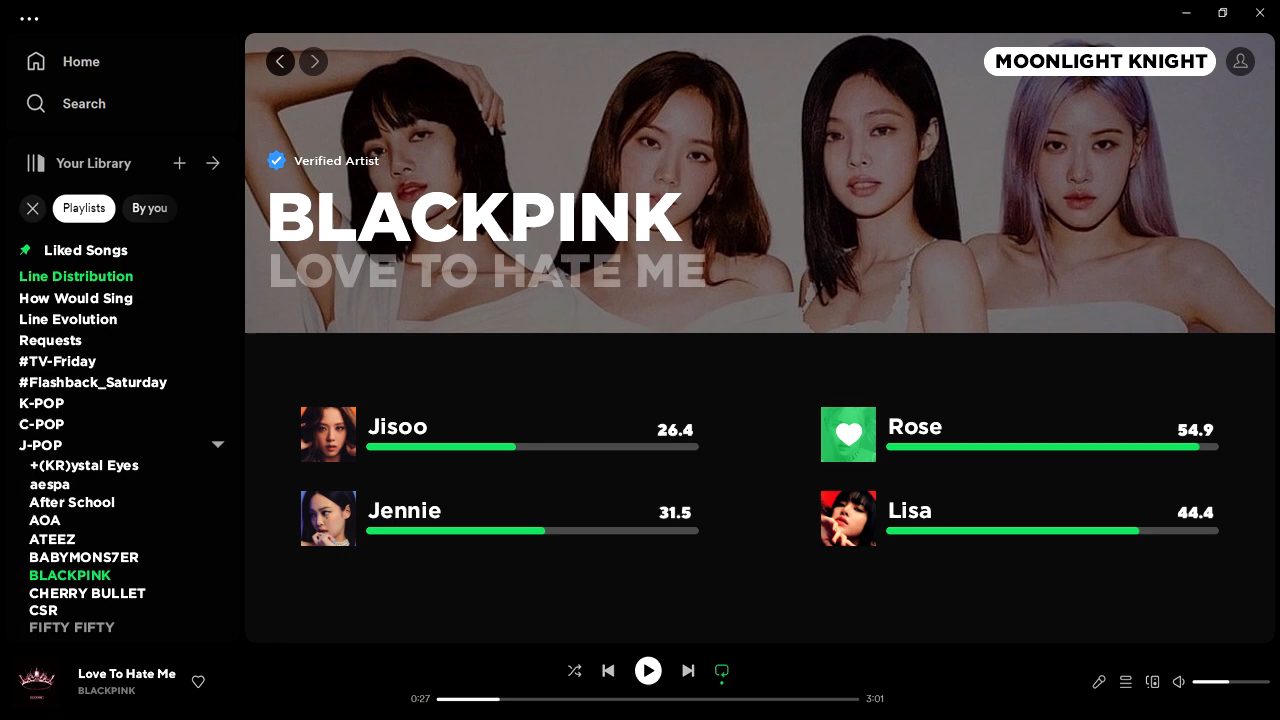 Home
Search
Your Library
Playlists
By you
Liked Songs
Line Distribution
How Would Sing
Line Evolution
Requests
#TV-Friday
#Flashback_Saturday
K-POP
C-POP
J-POP
+(KR)ystal Eyes
aespa
After School
AOA
ATEEZ
BABYMONS7ER
BLACKPINK
CHERRY BULLET
CSR
FIFTY FIFTY
MOONLIGHT KNIGHT
Verified Artist
BLACKPINK
LOVE TO HATE ME
Jisoo
26.4
Rose
54.9
Jennie
31.5
Lisa
44.4
Love To Hate Me
BLACKPINK
0:27
3:01